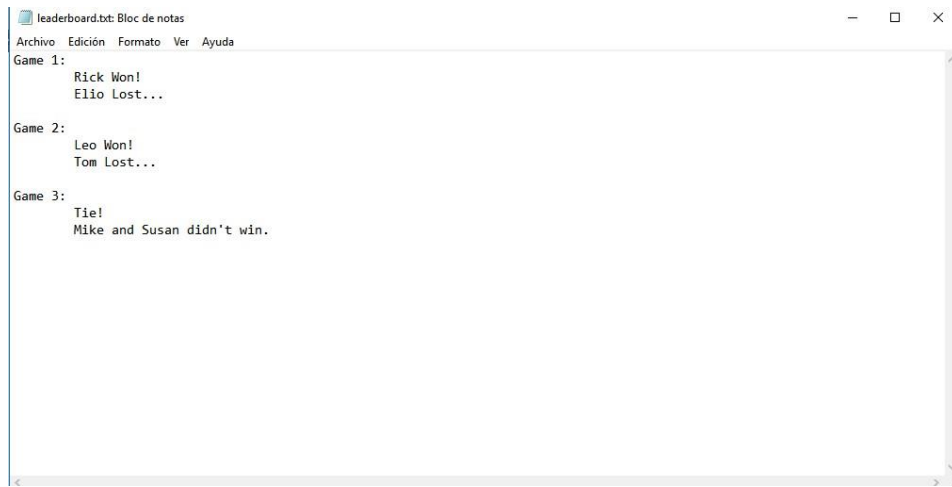 leaderboard.txt: Bloc de notas
Archivo Edición Formato Ver Ayuda
Game 1:
Rick Won!
Elio Lost...
Game 2:
Leo Won!
Tom Lost...
Game 3:
Tie!
Mike and Susan didn't win.